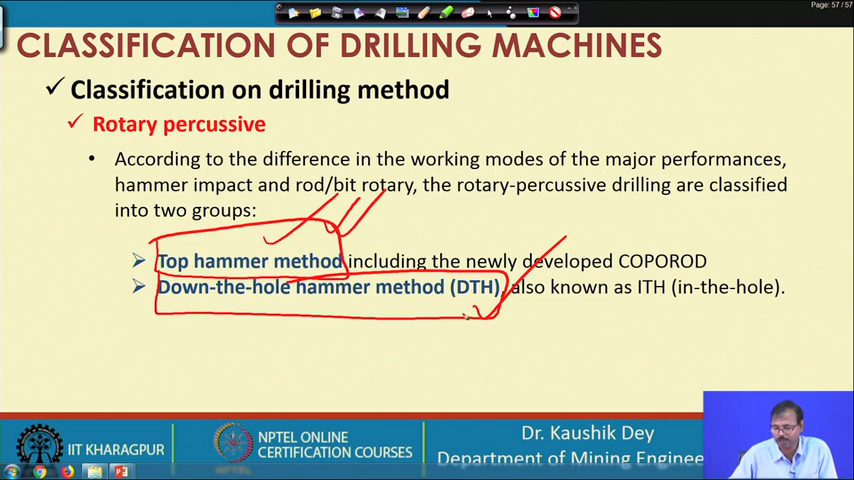 Page: 57 / 57
CLASSIFICATION OF DRILLING MACHINES
✓ Classification on drilling method
✓ Rotary percussive
• According to the difference in the working modes of the major performances,
hammer impact and rod/bit rotary, the rotary-percussive drilling are classified
into two groups:
➢ Top hammer method including the newly developed COPOROD
➢ Down-the-hole hammer method (DTH), also known as ITH (in-the-hole).
IIT KHARAGPUR
NPTEL ONLINE
CERTIFICATION COURSES
Dr. Kaushik Dey
Department of Mining Enginee